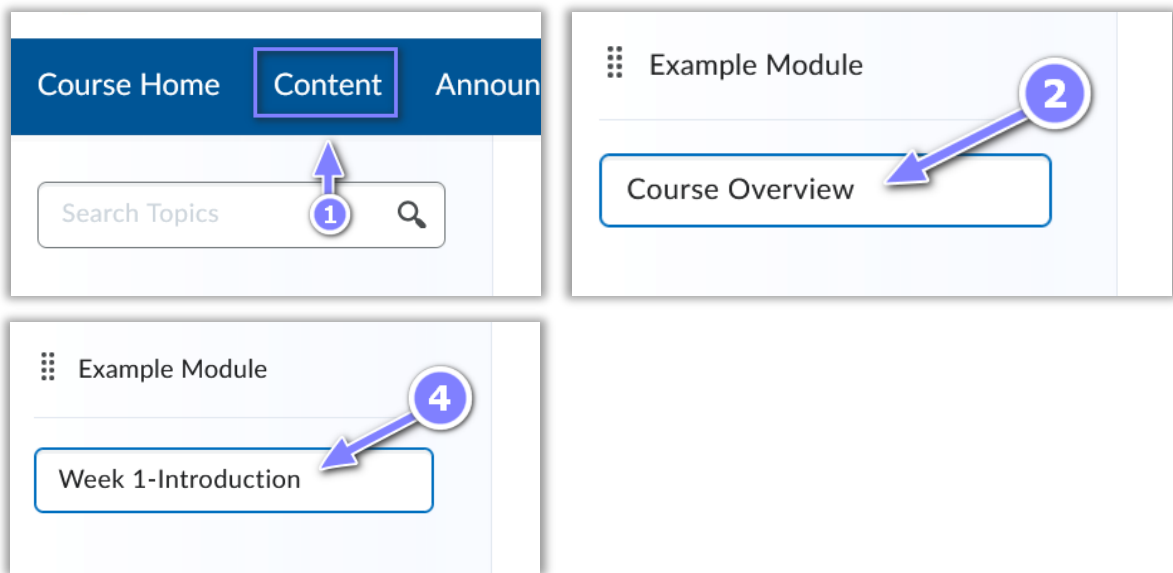 Course Home Content Announ
Search Topics
1
Example Module
2
Course Overview
Example Module
4
Week 1-Introduction